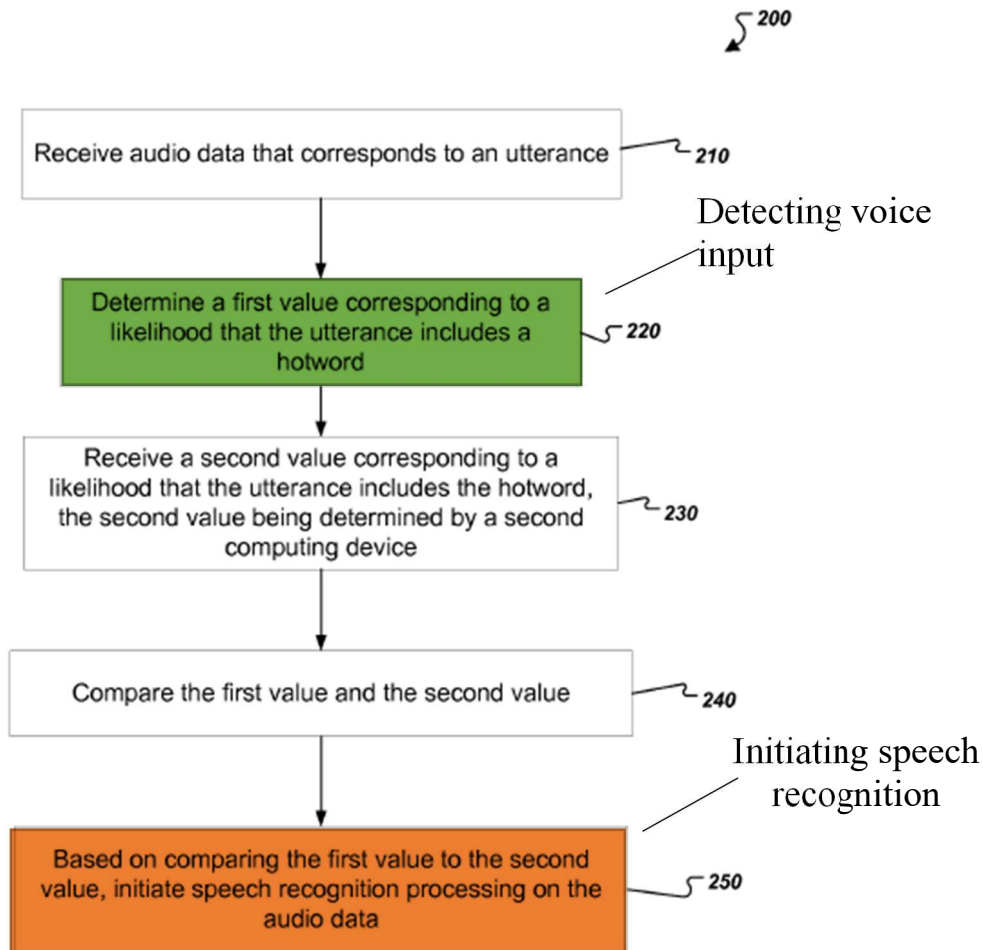 200
Receive audio data that corresponds to an utterance
210
Detecting voice
input
Determine a first value corresponding to a
likelihood that the utterance includes a
hotword
220
Receive a second value corresponding to a
likelihood that the utterance includes the hotword,
the second value being determined by a second
computing device
230
Compare the first value and the second value
240
Initiating speech
recognition
Based on comparing the first value to the second
value, initiate speech recognition processing on the
audio data
250